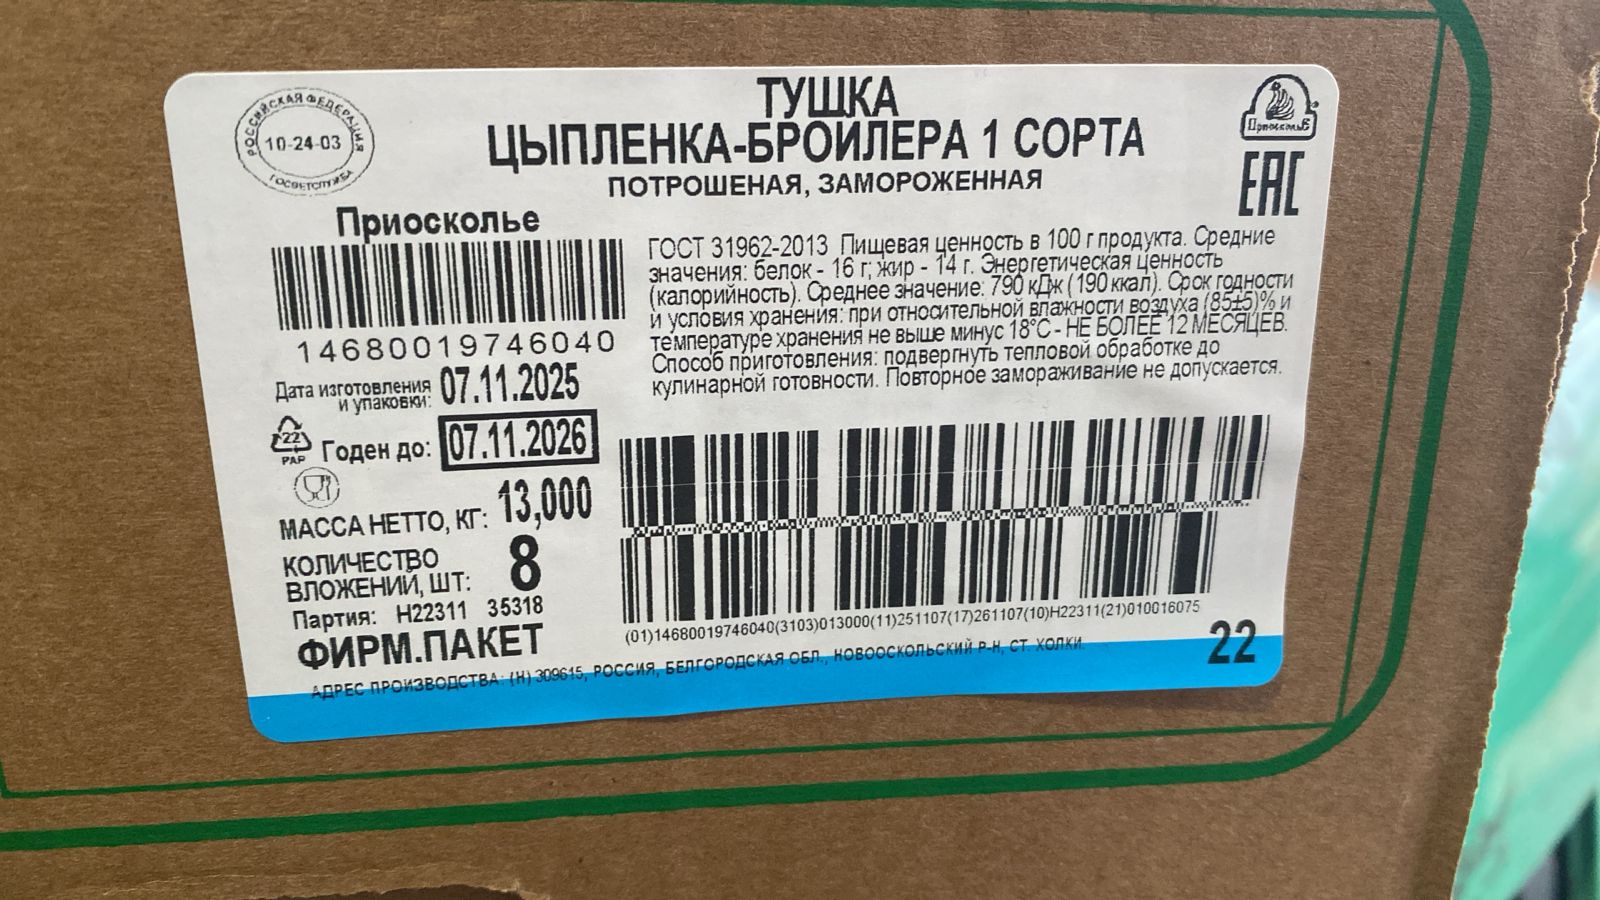 РОССИЙСКАЯ ФЕДЕРАЦИЯ
10-24-03
ГОСВЕТСЛУЖБА
ТУШКА
ЦЫПЛЕНКА-БРОЙЛЕРА 1 СОРТА
ПОТРОШЕНАЯ, ЗАМОРОЖЕННАЯ
Приосколье
EAC
Приосколье
14680019746040
Дата изготовления
и упаковки: 07.11.2025
22
PAP
Годен до: 07.11.2026
МАССА НЕТТО, КГ: 13,000
КОЛИЧЕСТВО
ВЛОЖЕНИЙ, ШТ: 8
Партия: Н22311 35318
ФИРМ.ПАКЕТ
ГОСТ 31962-2013 Пищевая ценность в 100 г продукта. Средние
значения: белок - 16 г; жир - 14 г. Энергетическая ценность
(калорийность). Среднее значение: 790 кДж (190 ккал). Срок годности
и условия хранения: при относительной влажности воздуха (85±5)% и
температуре хранения не выше минус 18°С - НЕ БОЛЕЕ 12 МЕСЯЦЕВ.
Способ приготовления: подвергнуть тепловой обработке до
кулинарной готовности. Повторное замораживание не допускается.
(01)14680019746040(3103)013000(11)251107(17)261107(10)H22311(21)010016075
22
АДРЕС ПРОИЗВОДСТВА: (Н) 309615, РОССИЯ, БЕЛГОРОДСКАЯ ОБЛ., НОВООСКОЛЬСКИЙ Р-Н, СТ. ХОЛКИ.